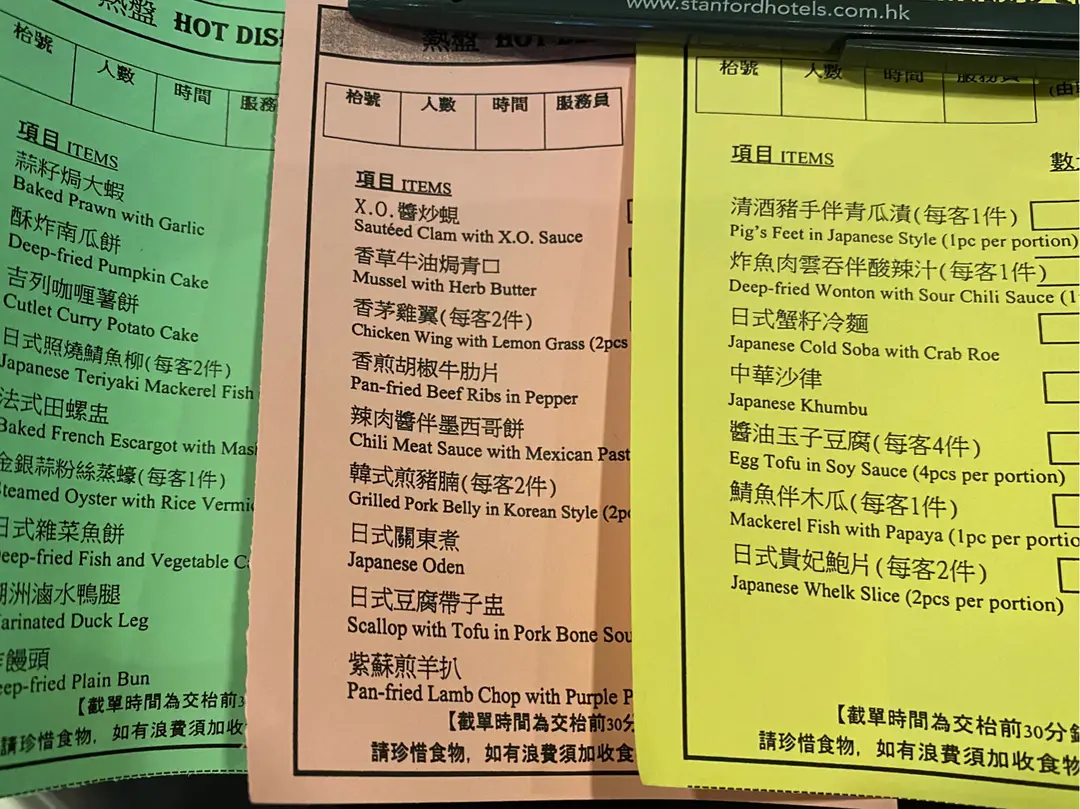 www.stanfordhotels.com.hk
熱盤 HOT DIS
枱號 人數 時間 服務
項目 ITEMS
蒜籽焗大蝦
Baked Prawn with Garlic
酥炸南瓜餅
Deep-fried Pumpkin Cake
吉列咖喱薯餅
Cutlet Curry Potato Cake
日式照燒鯖魚柳(每客2件)
Japanese Teriyaki Mackerel Fish
法式田螺盅
Baked French Escargot with Mas
金銀蒜粉絲蒸蠔(每客1件)
Steamed Oyster with Rice Vermi
日式雜菜魚餅
eep-fried Fish and Vegetable C
潮洲滷水鴨腿
arinated Duck Leg
饅頭
eep-fried Plain Bun
【截單時間為交枱前3
請珍惜食物, 如有浪費須加收
熱盤 HOT D
枱號 人數 時間 服務員
項目 ITEMS
X.O.醬炒蜆
Sautéed Clam with X.O. Sauce
香草牛油焗青口
Mussel with Herb Butter
香茅雞翼(每客2件)
Chicken Wing with Lemon Grass (2pcs
香煎胡椒牛肋片
Pan-fried Beef Ribs in Pepper
辣肉醬伴墨西哥餅
Chili Meat Sauce with Mexican Past
韓式煎豬腩(每客2件)
Grilled Pork Belly in Korean Style (2pc
日式關東煮
Japanese Oden
日式豆腐帶子盅
Scallop with Tofu in Pork Bone Sou
紫蘇煎羊扒
Pan-fried Lamb Chop with Purple P
【截單時間為交枱前30分
請珍惜食物, 如有浪費須加收食
枱號 人數 時間 服務員
(由
項目 ITEMS
數
清酒豬手伴青瓜漬(每客1件)
Pig's Feet in Japanese Style (1pc per portion)
炸魚肉雲吞伴酸辣汁(每客1件)
Deep-fried Wonton with Sour Chili Sauce (1
日式蟹籽冷麵
Japanese Cold Soba with Crab Roe
中華沙律
Japanese Khumbu
醬油玉子豆腐(每客4件)
Egg Tofu in Soy Sauce (4pcs per portion)
鯖魚伴木瓜(每客1件)
Mackerel Fish with Papaya (1pc per portio
日式貴妃鮑片(每客2件)
Japanese Whelk Slice (2pcs per portion)
【截單時間為交枱前30分鐘
請珍惜食物, 如有浪費須加收食物